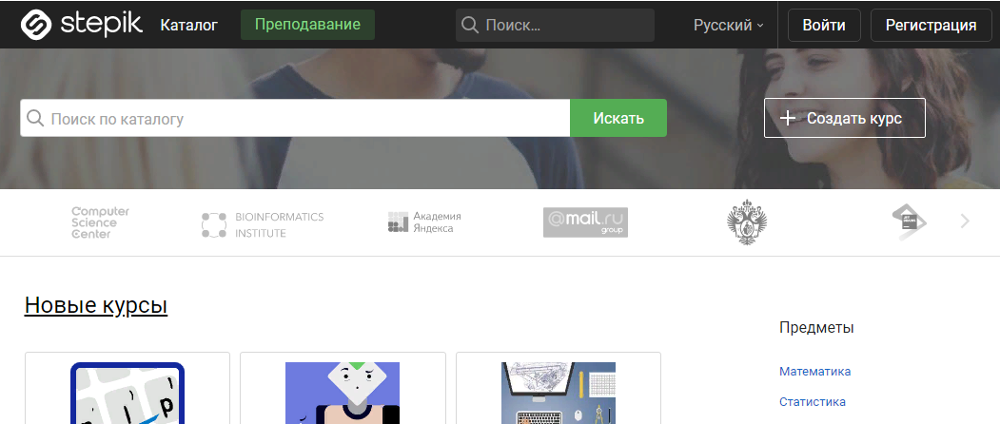 stepik Каталог Преподавание Поиск... Русский Войти Регистрация
Поиск по каталогу Искать Создать курс
Computer
Science
Center
BIOINFORMATICS
INSTITUTE
Академия
Яндекса
@mail.ru
group
Новые курсы
Предметы
Математика
Статистика